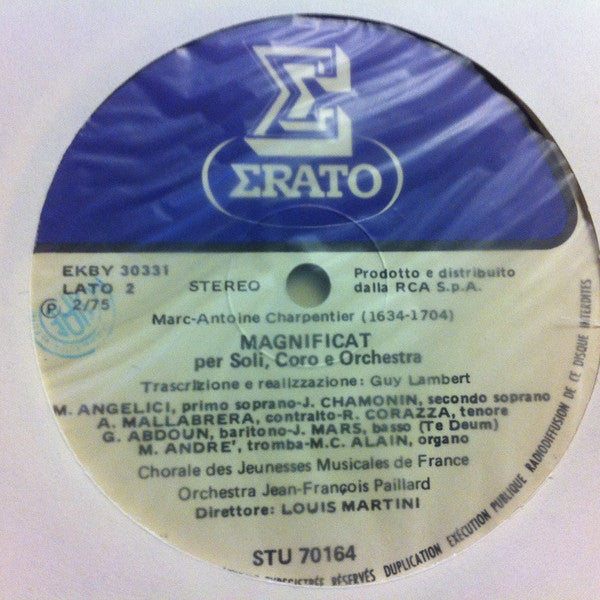 ΣRATO
EKBY 30331
LATO 2
STEREO
℗ 2/75
Prodotto e distribuito
dalla RCA S.p.A.
Marc-Antoine Charpentier (1634-1704)
MAGNIFICAT
per Soli, Coro e Orchestra
Trascrizione e realizzazione: Guy Lambert
M. ANGELICI, primo soprano-J. CHAMONIN, secondo soprano
A. MALLABRERA, contralto-R. CORAZZA, tenore
G. ABDOUN, baritono-J. MARS, basso (Te Deum)
M. ANDRE', tromba-M.C. ALAIN, organo
Chorale des Jeunesses Musicales de France
Orchestra Jean-François Paillard
Direttore: LOUIS MARTINI
STU 70164
RÉSERVÉS DUPLICATION EXÉCUTION PUBLIQUE RADIODIFFUSION DE CE DISQUE INTERDITES